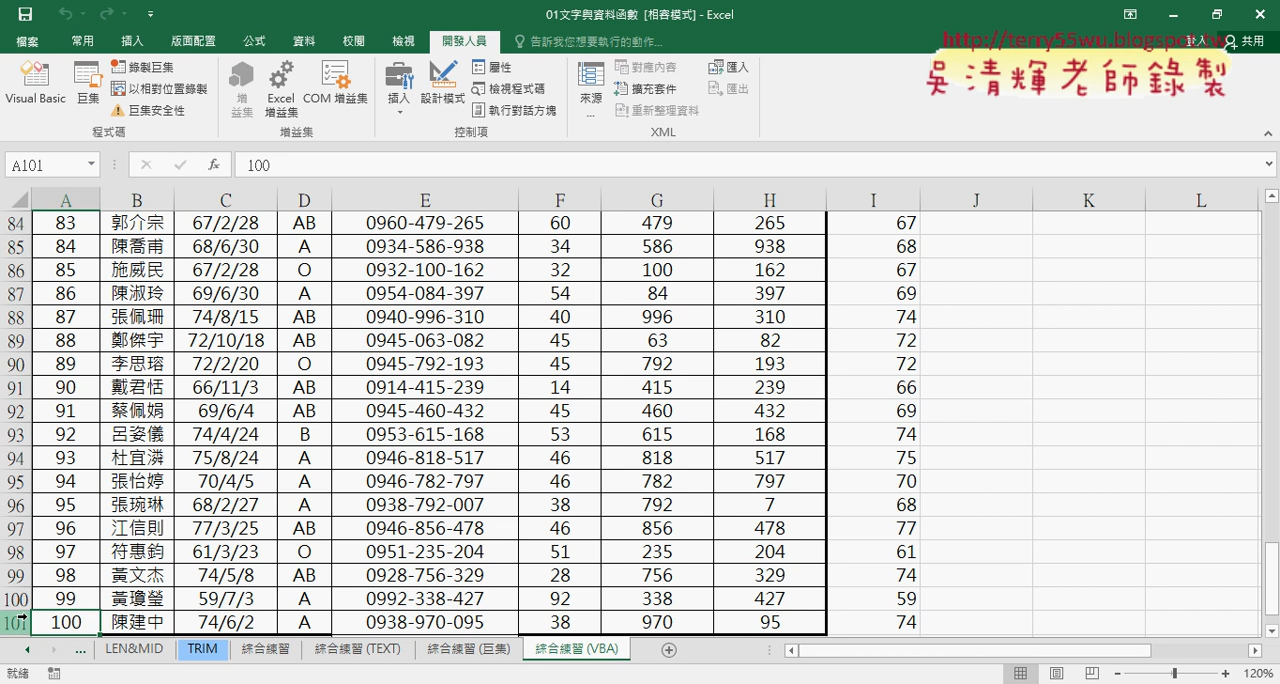 01文字與資料函數 [相容模式] - Excel
http://terry55wu.blogspot.tw
吳清輝老師錄製
檔案 常用 插入 版面配置 公式 資料 校閱 檢視 開發人員 告訴我您想要執行的動作... 登入 共用
Visual Basic 巨集 錄製巨集 以相對位置錄製 巨集安全性
增益集 Excel 增益集 COM 增益集
插入 設計模式 屬性 檢視程式碼 執行對話方塊
來源... 對應內容 擴充套件 重新整理資料 匯入 匯出
程式碼 增益集 控制項 XML
A101 fx 100
A B C D E F G H I J K L
84 83 郭介宗 67/2/28 AB 0960-479-265 60 479 265 67
85 84 陳喬甫 68/6/30 A 0934-586-938 34 586 938 68
86 85 施威民 67/2/28 O 0932-100-162 32 100 162 67
87 86 陳淑玲 69/6/30 A 0954-084-397 54 84 397 69
88 87 張佩珊 74/8/15 AB 0940-996-310 40 996 310 74
89 88 鄭傑宇 72/10/18 AB 0945-063-082 45 63 82 72
90 89 李思瑢 72/2/20 O 0945-792-193 45 792 193 72
91 90 戴君恬 66/11/3 AB 0914-415-239 14 415 239 66
92 91 蔡佩娟 69/6/4 AB 0945-460-432 45 460 432 69
93 92 呂姿儀 74/4/24 B 0953-615-168 53 615 168 74
94 93 杜宜潾 75/8/24 A 0946-818-517 46 818 517 75
95 94 張怡婷 70/4/5 A 0946-782-797 46 782 797 70
96 95 張琬琳 68/2/27 A 0938-792-007 38 792 7 68
97 96 江信則 77/3/25 AB 0946-856-478 46 856 478 77
98 97 符惠鈞 61/3/23 O 0951-235-204 51 235 204 61
99 98 黃文杰 74/5/8 AB 0928-756-329 28 756 329 74
100 99 黃瓊瑩 59/7/3 A 0992-338-427 92 338 427 59
101 100 陳建中 74/6/2 A 0938-970-095 38 970 95 74
... LEN&MID TRIM 綜合練習 綜合練習 (TEXT) 綜合練習 (巨集) 綜合練習 (VBA)
就緒 120%